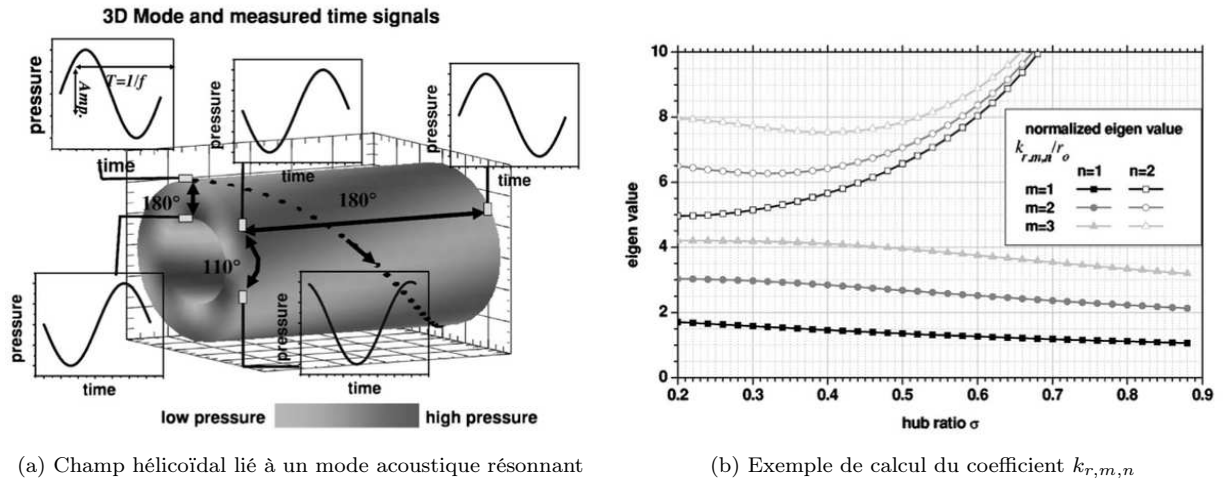 3D Mode and measured time signals
pressure
Amp.
T=1/f
time
pressure
time
pressure
time
180°
180°
110°
pressure
time
pressure
time
low pressure
high pressure
(a) Champ hélicoïdal lié à un mode acoustique résonnant
10
8
6
4
2
0
eigen value
0.2 0.3 0.4 0.5 0.6 0.7 0.8 0.9
hub ratio σ
normalized eigen value
k_{r,m,n}/r_o
n=1 n=2
m=1
m=2
m=3
(b) Exemple de calcul du coefficient k_{r,m,n}